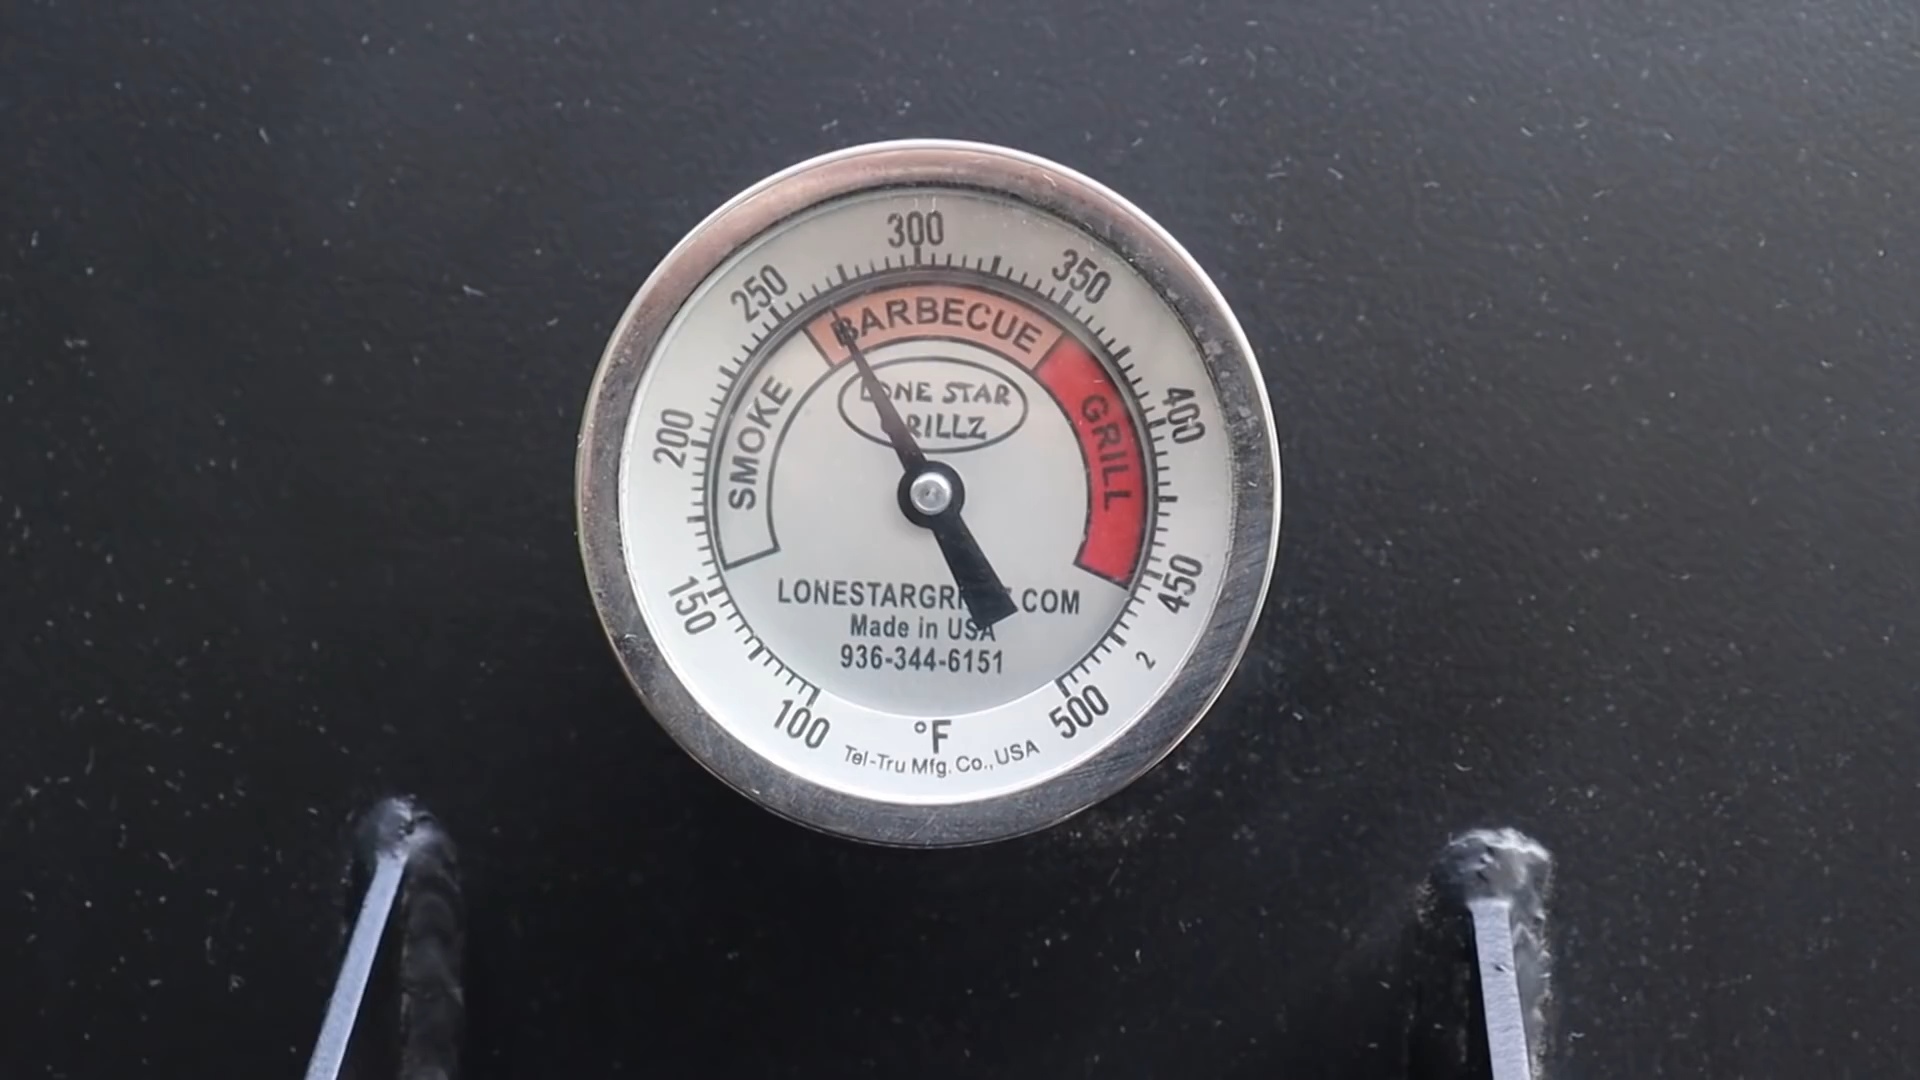 300
250
350
BARBECUE
200
SMOKE
LONE STAR
GRILLZ
GRILL
400
150
450
LONESTARGRILLZ.COM
Made in USA
936-344-6151
2
100
°F
500
Tel-Tru Mfg. Co., USA